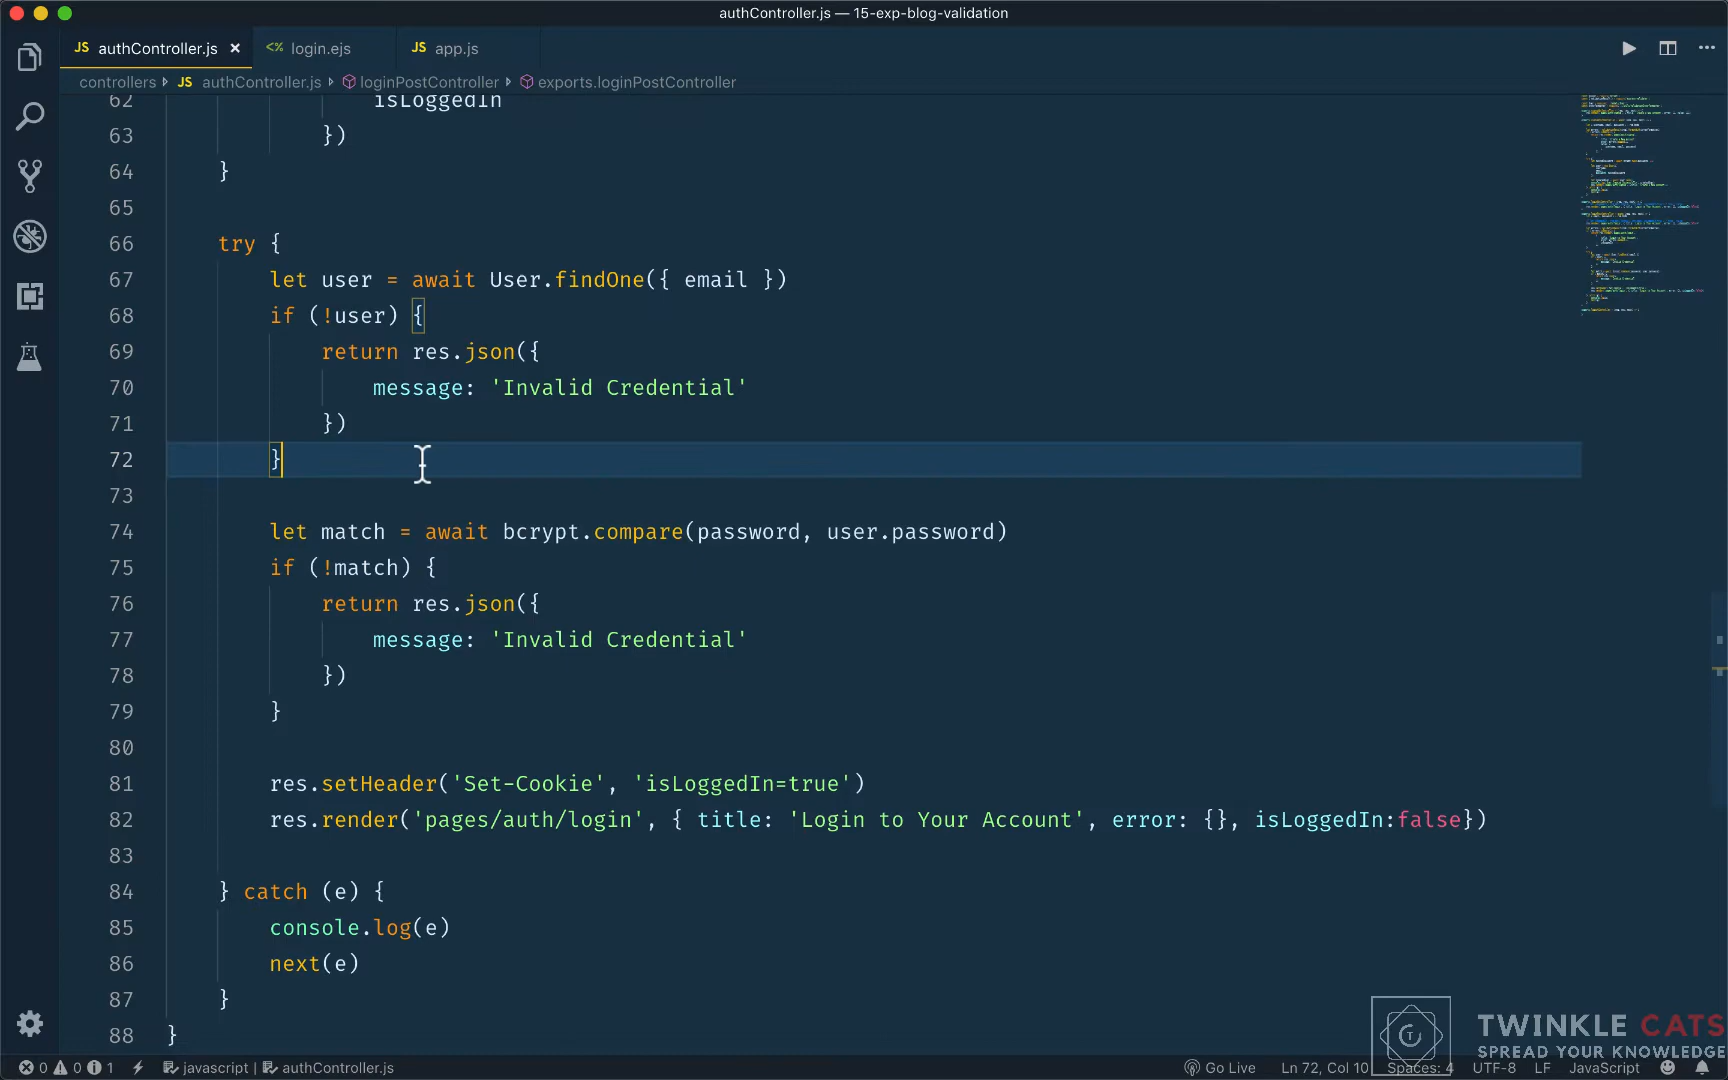 authController.js — 15-exp-blog-validation
JS authController.js × <% login.ejs JS app.js
controllers JS authController.js loginPostController exports.loginPostController
62 isLoggedIn
63 })
64 }
65
66 try {
67 let user = await User.findOne({ email })
68 if (!user) {
69 return res.json({
70 message: 'Invalid Credential'
71 })
72 }
73
74 let match = await bcrypt.compare(password, user.password)
75 if (!match) {
76 return res.json({
77 message: 'Invalid Credential'
78 })
79 }
80
81 res.setHeader('Set-Cookie', 'isLoggedIn=true')
82 res.render('pages/auth/login', { title: 'Login to Your Account', error: {}, isLoggedIn:false})
83
84 } catch (e) {
85 console.log(e)
86 next(e)
87 }
88 }
TWINKLE CATS
SPREAD YOUR KNOWLEDGE
0 0 1 javascript | authController.js Go Live Ln 72, Col 10 Spaces: 4 UTF-8 LF JavaScript